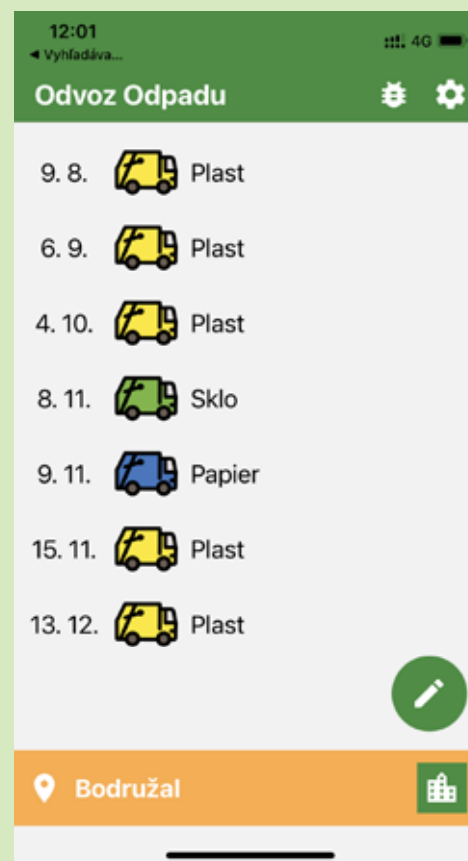 12:01
4G
◀ Vyhľadáva...
Odvoz Odpadu
9. 8. Plast
6. 9. Plast
4. 10. Plast
8. 11. Sklo
9. 11. Papier
15. 11. Plast
13. 12. Plast
Bodružal